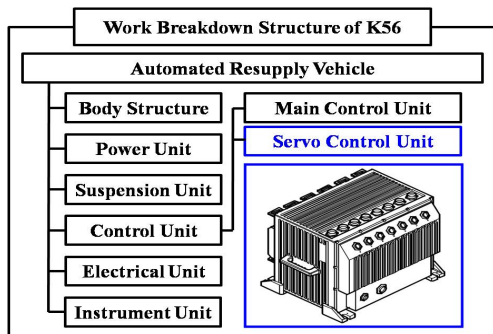 Work Breakdown Structure of K56
Automated Resupply Vehicle
Body Structure
Power Unit
Suspension Unit
Control Unit
Electrical Unit
Instrument Unit
Main Control Unit
Servo Control Unit